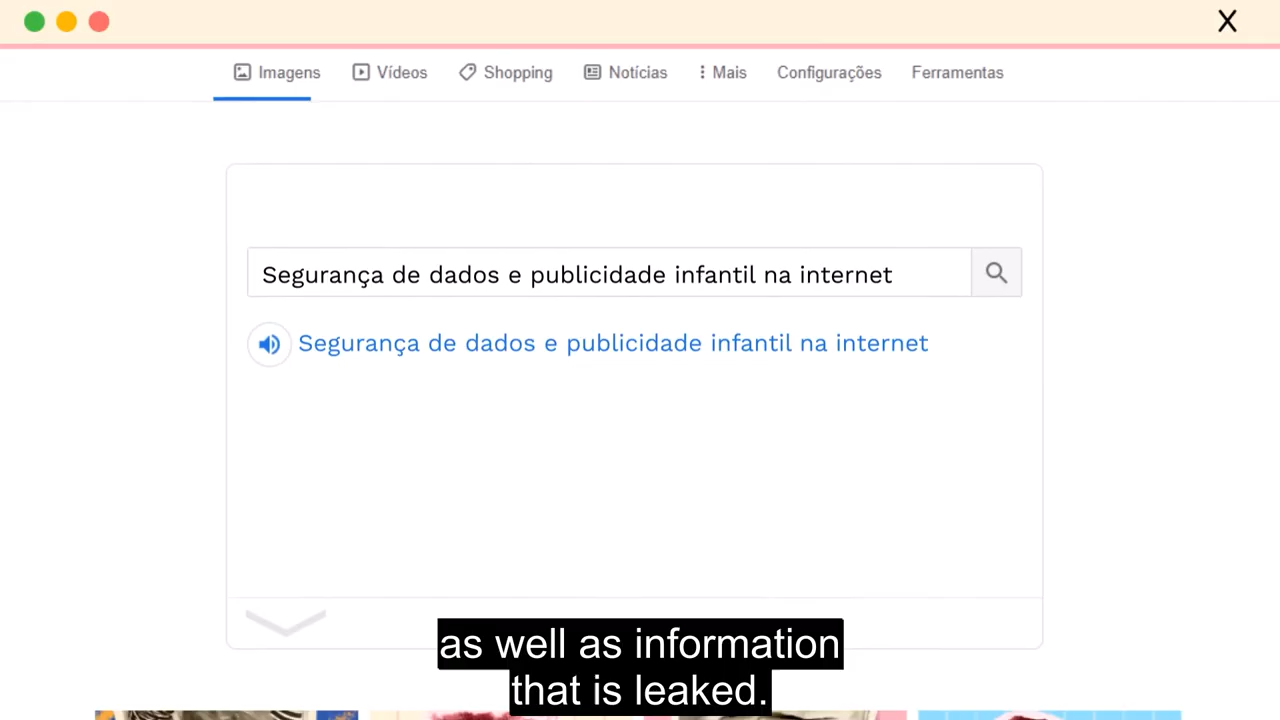 X
Imagens Vídeos Shopping Notícias Mais Configurações Ferramentas
Segurança de dados e publicidade infantil na internet
Segurança de dados e publicidade infantil na internet
as well as information
that is leaked.